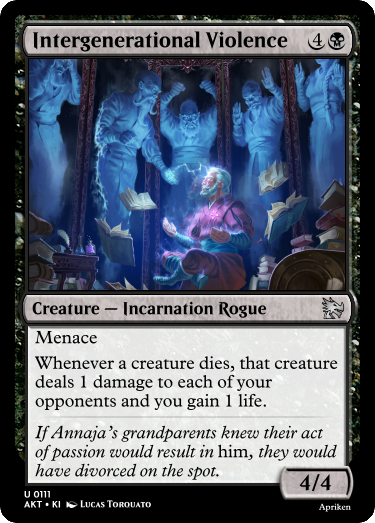 Intergenerational Violence 4
Creature — Incarnation Rogue
Menace
Whenever a creature dies, that creature
deals 1 damage to each of your
opponents and you gain 1 life.
If Annaja's grandparents knew their act
of passion would result in him, they would
have divorced on the spot.
4/4
U 0111
AKT • KI Lucas Torquato
Apriken